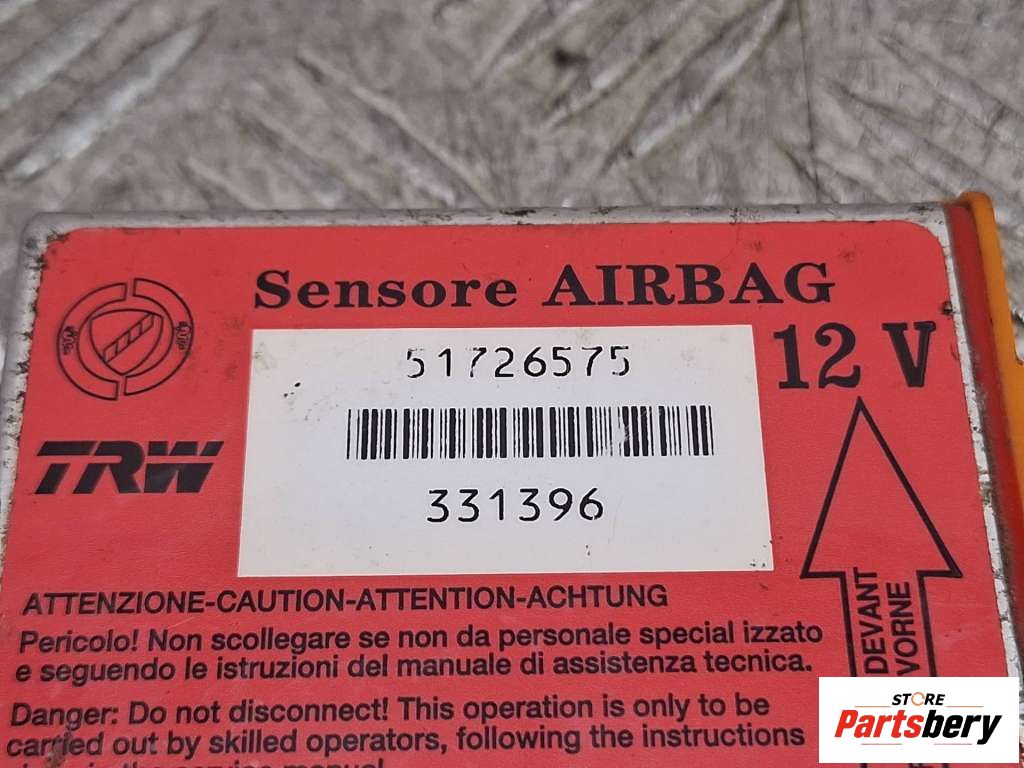 Sensore AIRBAG
51726575
12 V
331396
TRW
ATTENZIONE-CAUTION-ATTENTION-ACHTUNG
Pericolo! Non scollegare se non da personale special izzato
e seguendo le istruzioni del manuale di assistenza tecnica.
Danger: Do not disconnect! This operation is only to be
carried out by skilled operators, following the instructions
manual
DEVANT
VORNE
STORE
Partsbery